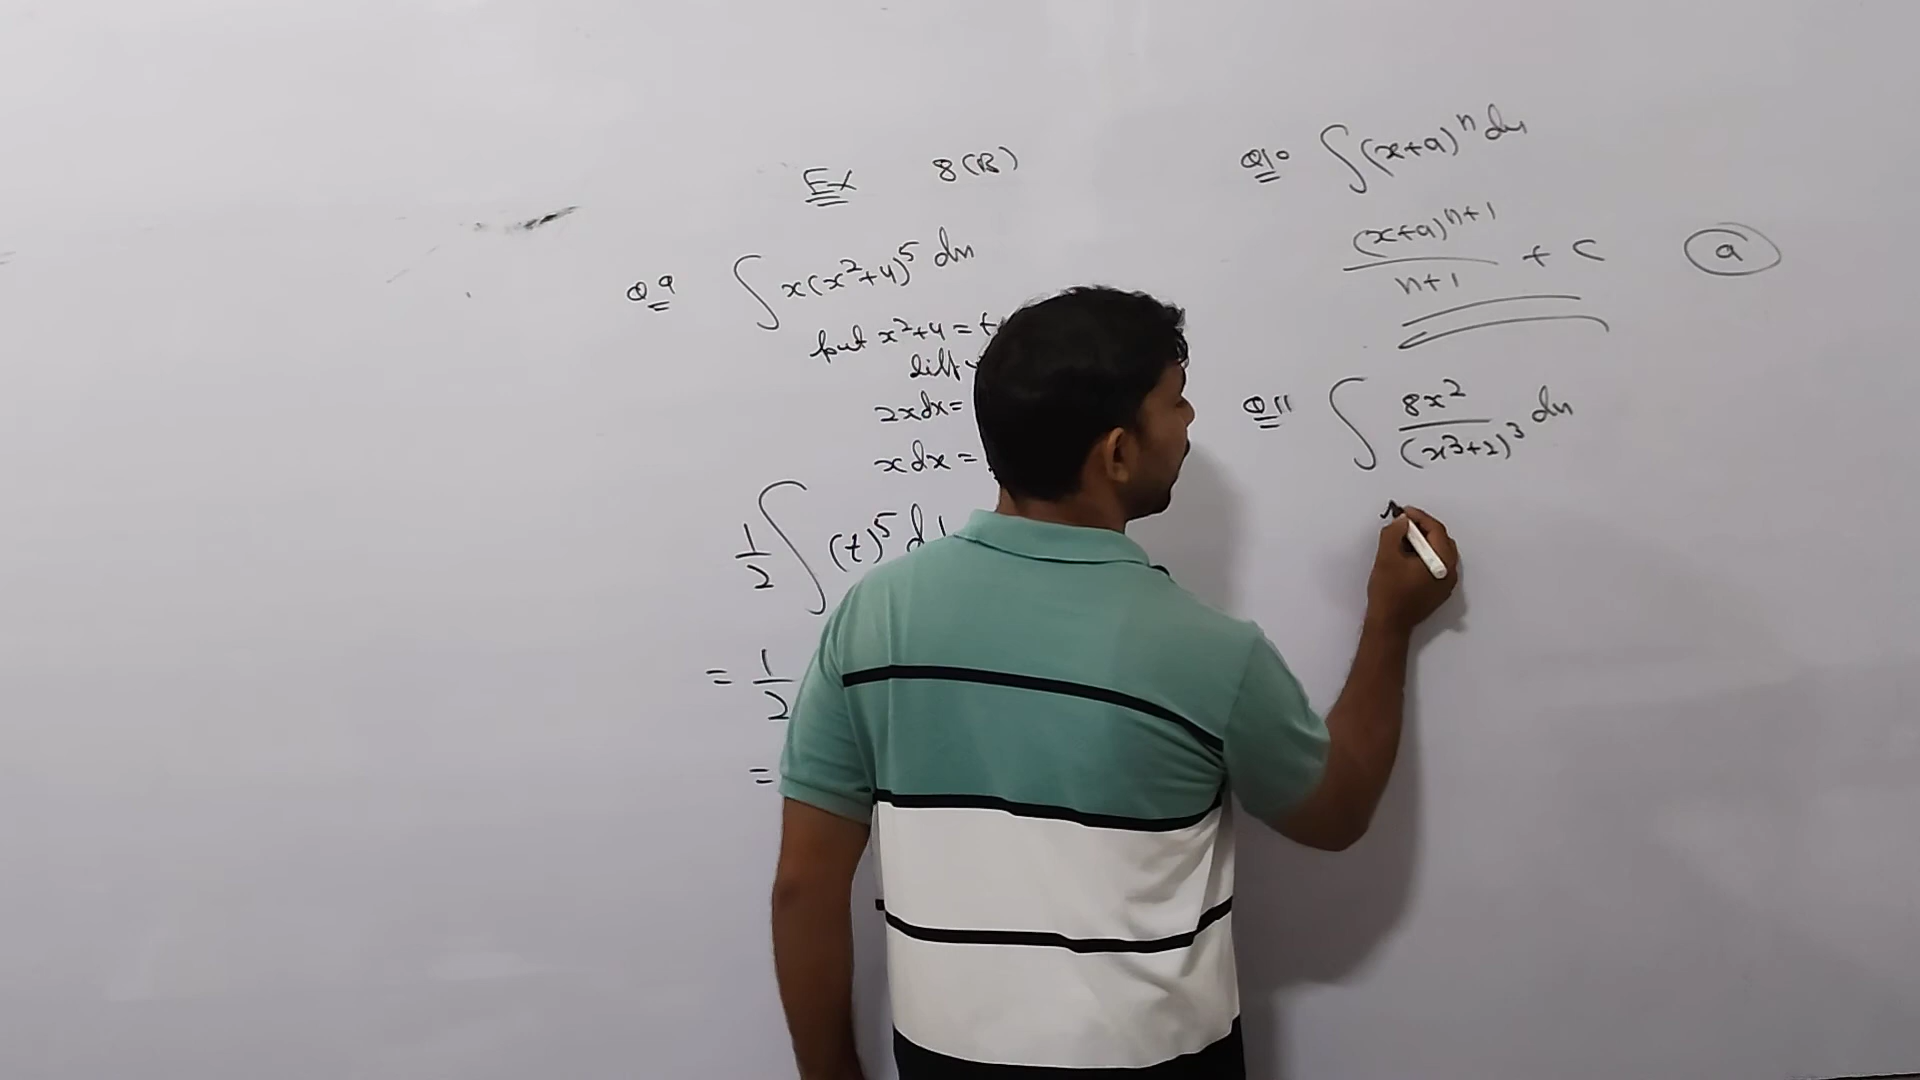 Ex 8(B)
Q9 ∫ x(x²+4)⁵ dx
put x²+4 = t
diff
2xdx =
xdx =
1/2 ∫ (t)⁵ d
= 1/2
=
Q10 ∫(x+a)ⁿ dx
(x+a)ⁿ⁺¹/n+1 + C (a)
Q11 ∫ 8x²/(x³+2)³ dx